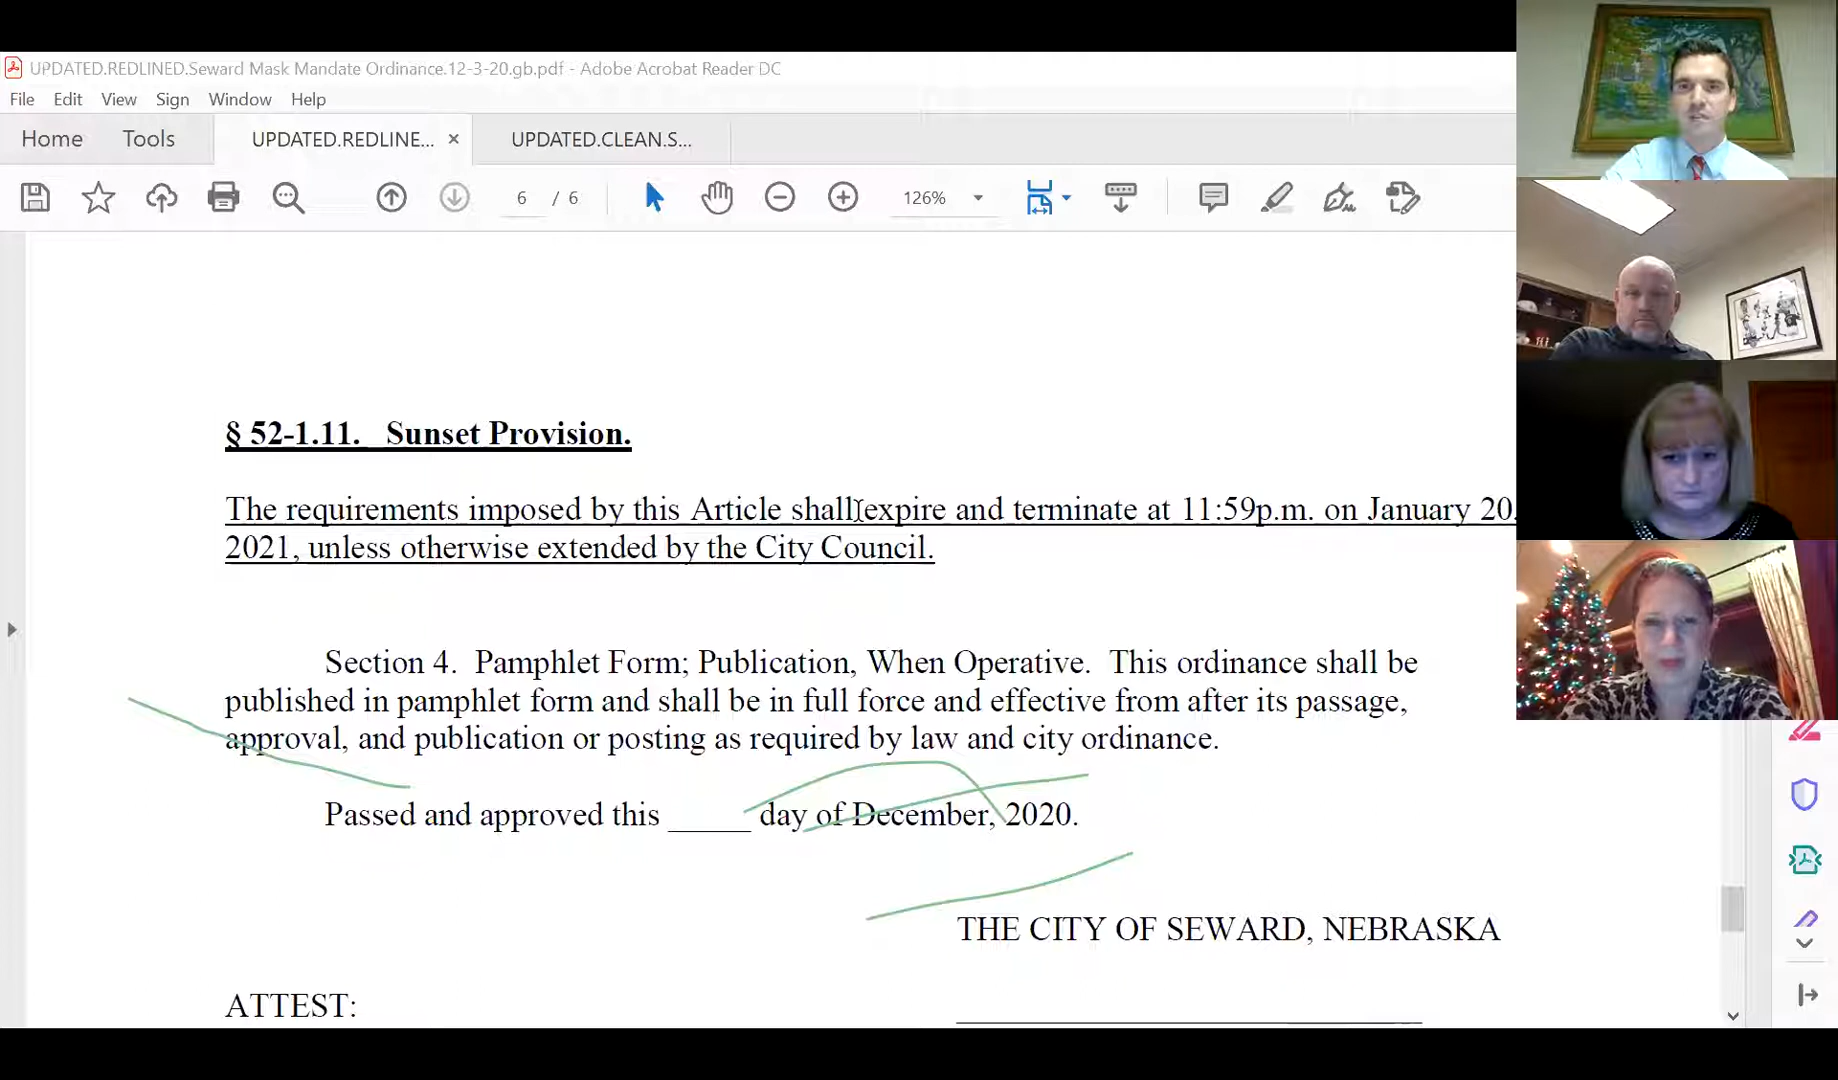 UPDATED.REDLINED.Seward Mask Mandate Ordinance.12-3-20.gb.pdf - Adobe Acrobat Reader DC
File Edit View Sign Window Help
Home Tools UPDATED.REDLINE... × UPDATED.CLEAN.S...
6 / 6 126%
§ 52-1.11. Sunset Provision.
The requirements imposed by this Article shall expire and terminate at 11:59p.m. on January 20,
2021, unless otherwise extended by the City Council.
Section 4. Pamphlet Form; Publication, When Operative. This ordinance shall be
published in pamphlet form and shall be in full force and effective from after its passage,
approval, and publication or posting as required by law and city ordinance.
Passed and approved this _____ day of December, 2020.
THE CITY OF SEWARD, NEBRASKA
ATTEST: